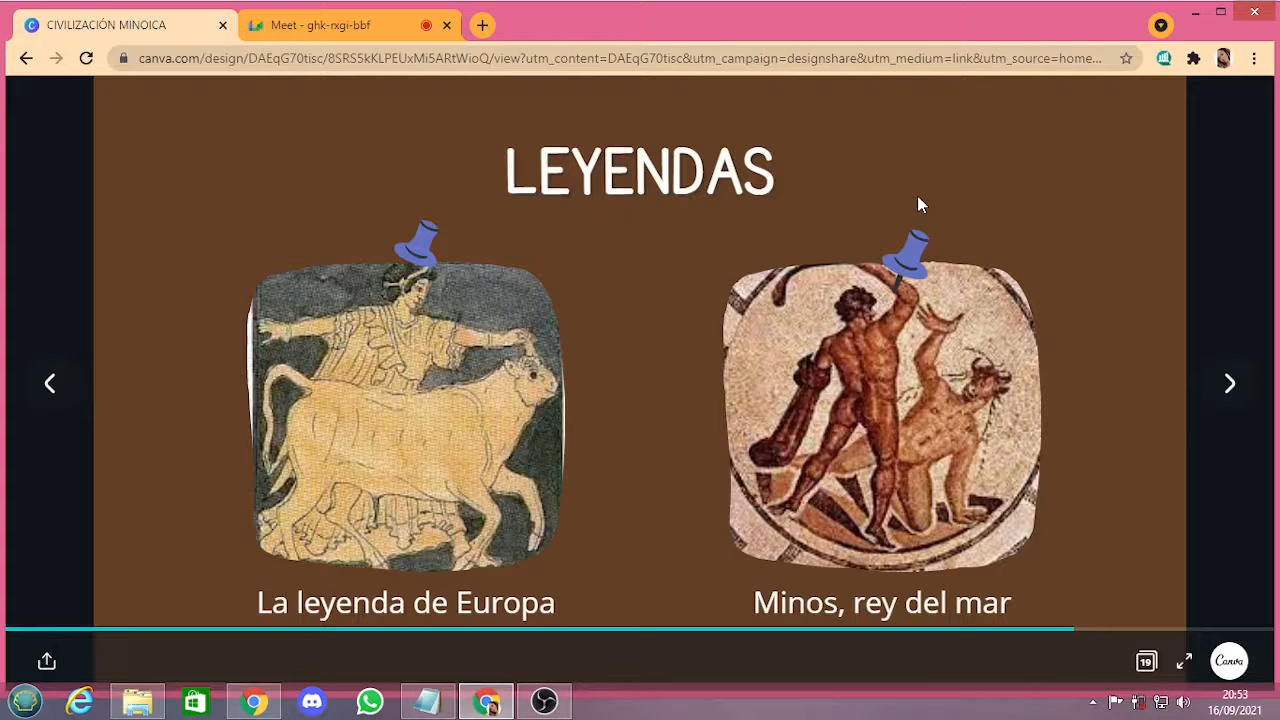 CIVILIZACIÓN MINOICA
Meet - ghk-rxgi-bbf
canva.com/design/DAEqG70tisc/8SRS5kKLPEUxMi5ARtWioQ/view?utm_content=DAEqG70tisc&utm_campaign=designshare&utm_medium=link&utm_source=home...
LEYENDAS
La leyenda de Europa
Minos, rey del mar
19
Canva
20:53
16/09/2021